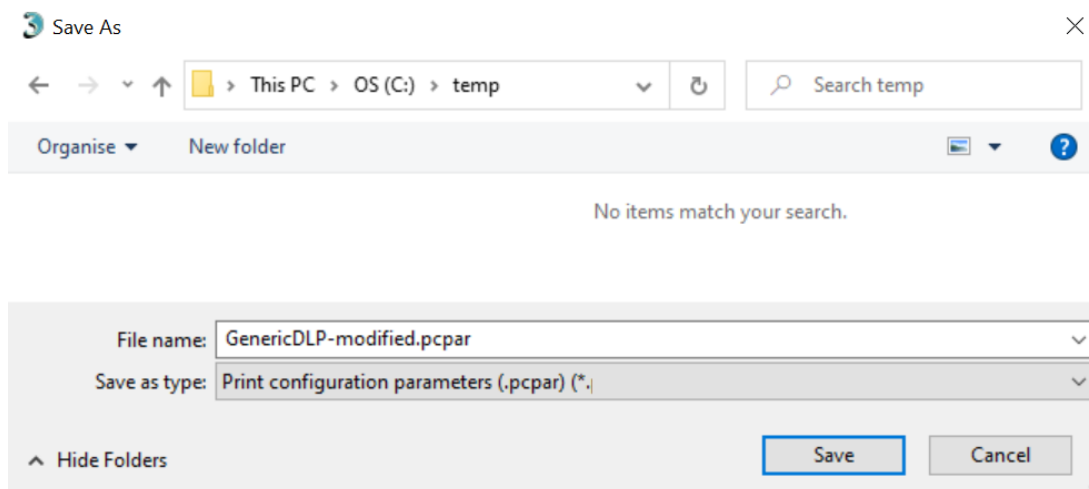 Save As
This PC > OS (C:) > temp
Search temp
Organise
New folder
No items match your search.
File name: GenericDLP-modified.pcpar
Save as type: Print configuration parameters (.pcpar) (*.
Hide Folders
Save
Cancel